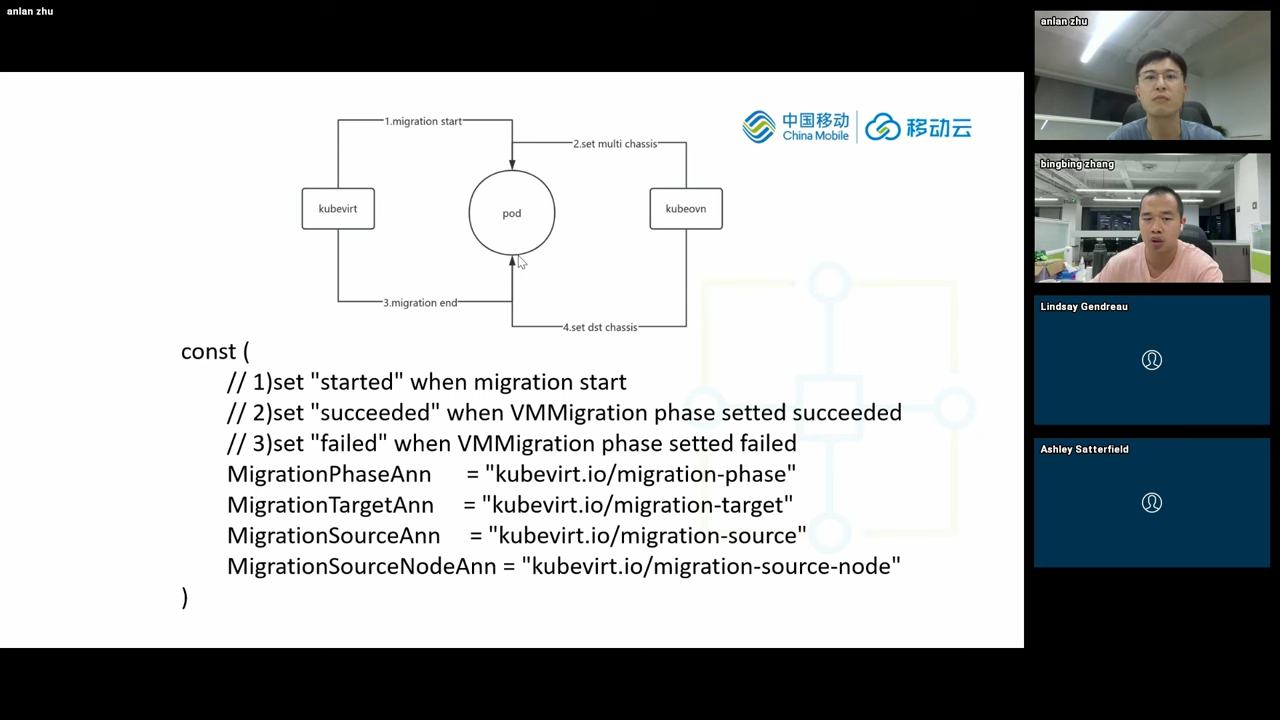 anlan zhu
1.migration start
2.set multi chassis
中国移动
China Mobile
移动云
kubevirt
pod
kubeovn
3.migration end
4.set dst chassis
const (
// 1)set "started" when migration start
// 2)set "succeeded" when VMMigration phase setted succeeded
// 3)set "failed" when VMMigration phase setted failed
MigrationPhaseAnn = "kubevirt.io/migration-phase"
MigrationTargetAnn = "kubevirt.io/migration-target"
MigrationSourceAnn = "kubevirt.io/migration-source"
MigrationSourceNodeAnn = "kubevirt.io/migration-source-node"
)
anlan zhu
bingbing zhang
Lindsay Gendreau
Ashley Satterfield